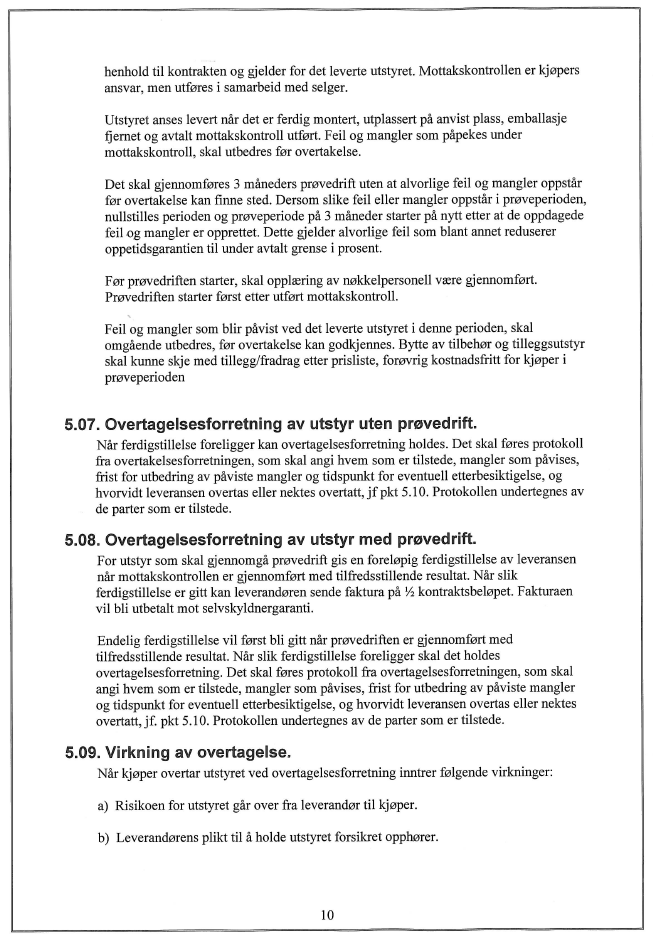 henhold til kontrakten og gjelder for det leverte utstyret. Mottakskontrollen er kjøpers
ansvar, men utføres i samarbeid med selger.
Utstyret anses levert når det er ferdig montert, utplassert på anvist plass, emballasje
fjernet og avtalt mottakskontroll utført. Feil og mangler som påpekes under
mottakskontroll, skal utbedres før overtakelse.
Det skal gjennomføres 3 måneders prøvedrift uten at alvorlige feil og mangler oppstår
før overtakelse kan finne sted. Dersom slike feil eller mangler oppstår i prøveperioden,
nullstilles perioden og prøveperiode på 3 måneder starter på nytt etter at de oppdagede
feil og mangler er opprettet. Dette gjelder alvorlige feil som blant annet reduserer
oppetidsgarantien til under avtalt grense i prosent.
Før prøvedriften starter, skal opplæring av nøkkelpersonell være gjennomført.
Prøvedriften starter først etter utført mottakskontroll.
Feil og mangler som blir påvist ved det leverte utstyret i denne perioden, skal
omgående utbedres, før overtakelse kan godkjennes. Bytte av tilbehør og tilleggsutstyr
skal kunne skje med tillegg/fradrag etter prisliste, forøvrig kostnadsfritt for kjøper i
prøveperioden
5.07. Overtagelsesforretning av utstyr uten prøvedrift.
Når ferdigstillelse foreligger kan overtagelsesforretning holdes. Det skal føres protokoll
fra overtakelsesforretningen, som skal angi hvem som er tilstede, mangler som påvises,
frist for utbedring av påviste mangler og tidspunkt for eventuell etterbesiktigelse, og
hvorvidt leveransen overtas eller nektes overtatt, jf pkt 5.10. Protokollen undertegnes av
de parter som er tilstede.
5.08. Overtagelsesforretning av utstyr med prøvedrift.
For utstyr som skal gjennomgå prøvedrift gis en foreløpig ferdigstillelse av leveransen
når mottakskontrollen er gjennomført med tilfredsstillende resultat. Når slik
ferdigstillelse er gitt kan leverandøren sende faktura på ½ kontraktsbeløpet. Fakturaen
vil bli utbetalt mot selvskyldnergaranti.
Endelig ferdigstillelse vil først bli gitt når prøvedriften er gjennomført med
tilfredsstillende resultat. Når slik ferdigstillelse foreligger skal det holdes
overtagelsesforretning. Det skal føres protokoll fra overtagelsesforretningen, som skal
angi hvem som er tilstede, mangler som påvises, frist for utbedring av påviste mangler
og tidspunkt for eventuell etterbesiktigelse, og hvorvidt leveransen overtas eller nektes
overtatt, jf. pkt 5.10. Protokollen undertegnes av de parter som er tilstede.
5.09. Virkning av overtagelse.
Når kjøper overtar utstyret ved overtagelsesforretning inntrer følgende virkninger:
a) Risikoen for utstyret går over fra leverandør til kjøper.
b) Leverandørens plikt til å holde utstyret forsikret opphører.
10